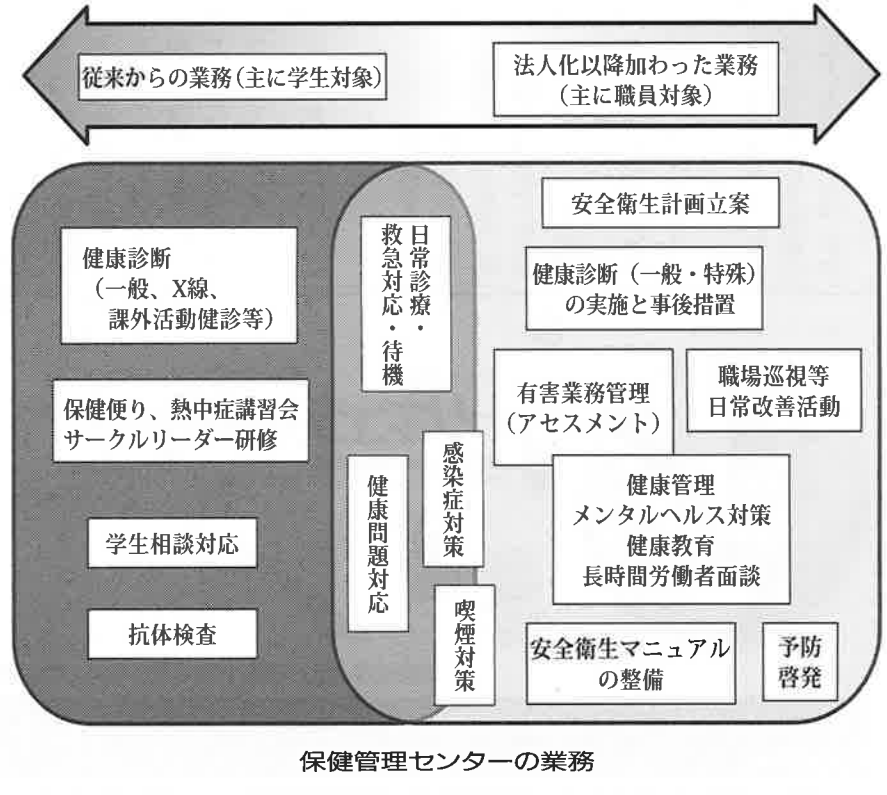 従来からの業務(主に学生対象)
法人化以降加わった業務
(主に職員対象)
健康診断
(一般、X線、
課外活動健診等)
保健便り、熱中症講習会
サークルリーダー研修
学生相談対応
抗体検査
日常診療・
救急対応・待機
健康問題対応
感染症対策
喫煙対策
安全衛生計画立案
健康診断(一般・特殊)
の実施と事後措置
有害業務管理
(アセスメント)
職場巡視等
日常改善活動
健康管理
メンタルヘルス対策
健康教育
長時間労働者面談
安全衛生マニュアル
の整備
予防
啓発
保健管理センターの業務